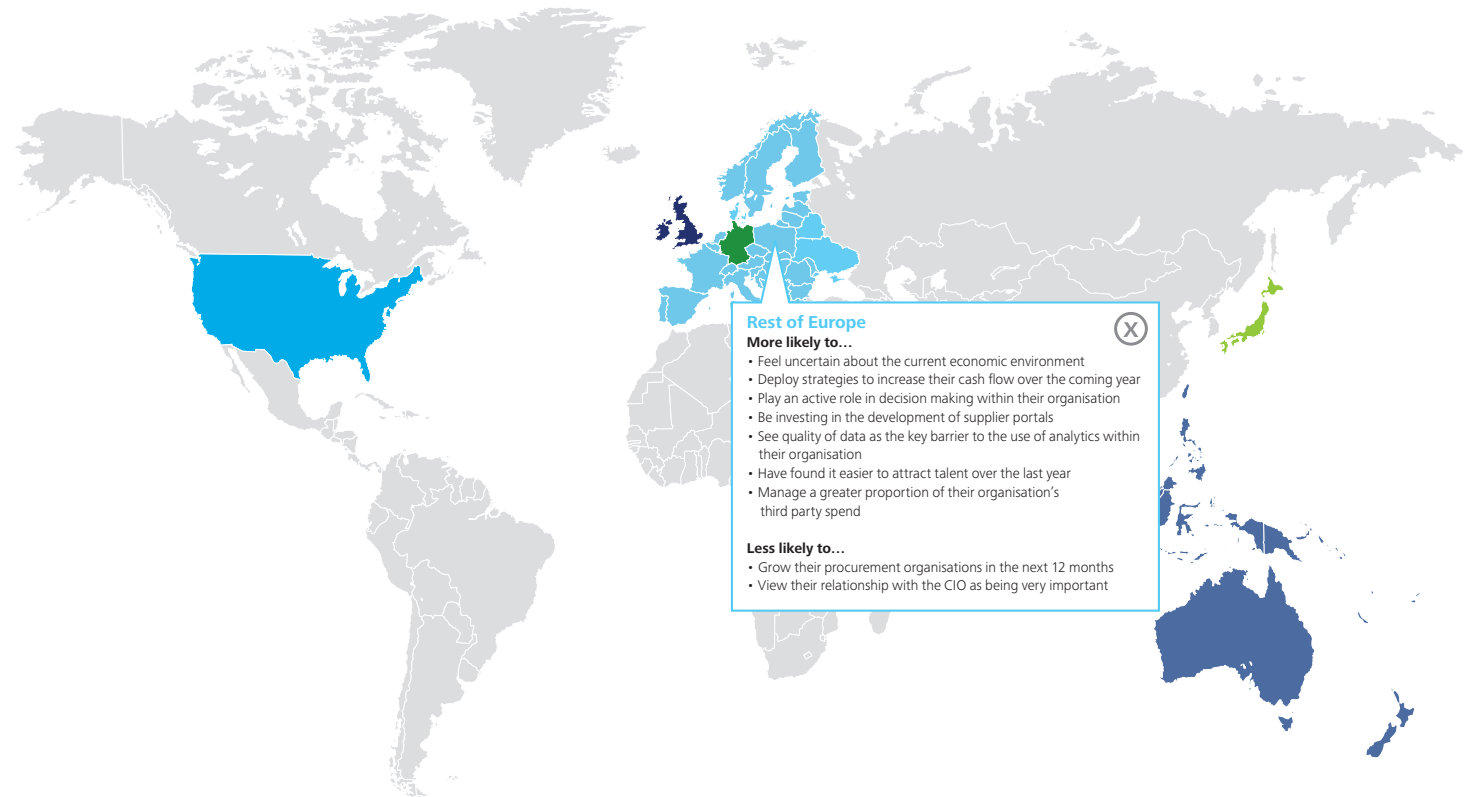 Rest of Europe
X
More likely to…
• Feel uncertain about the current economic environment
• Deploy strategies to increase their cash flow over the coming year
• Play an active role in decision making within their organisation
• Be investing in the development of supplier portals
• See quality of data as the key barrier to the use of analytics within
their organisation
• Have found it easier to attract talent over the last year
• Manage a greater proportion of their organisation’s
third party spend
Less likely to…
• Grow their procurement organisations in the next 12 months
• View their relationship with the CIO as being very important